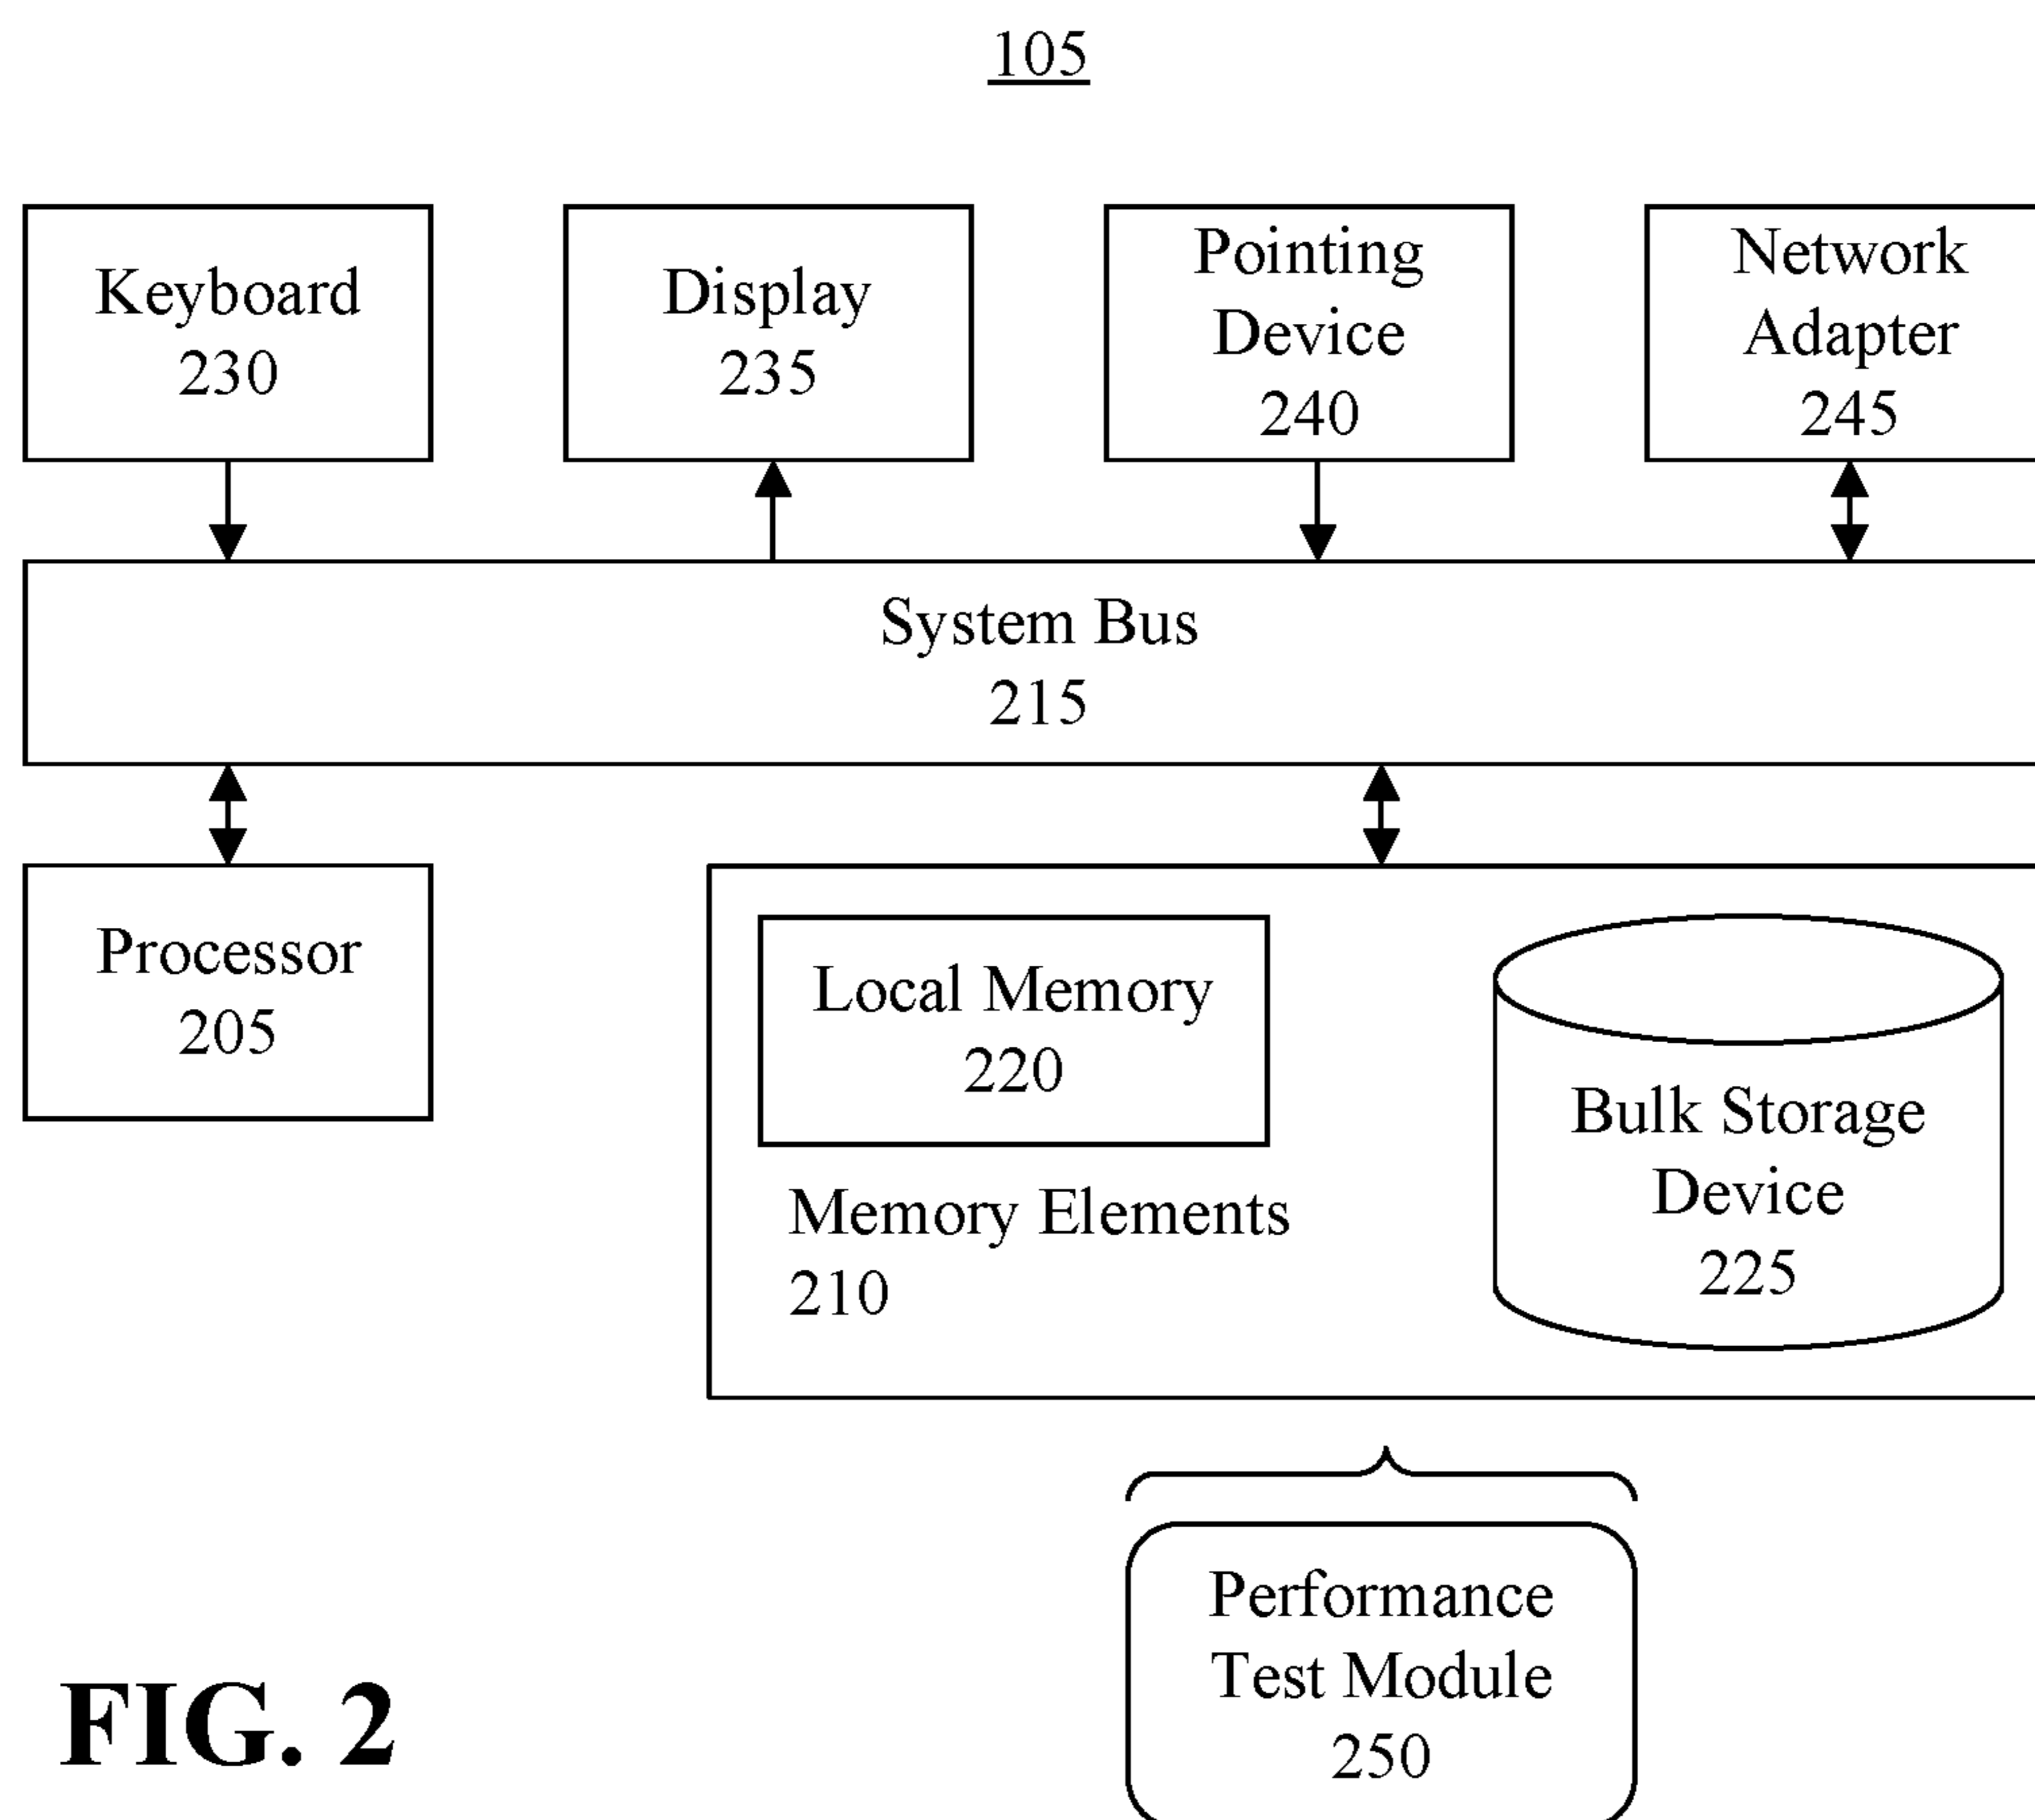 105
Keyboard
230
Display
235
Pointing
Device
240
Network
Adapter
245
System Bus
215
Processor
205
Local Memory
220
Memory Elements
210
Bulk Storage
Device
225
Performance
Test Module
250
FIG. 2